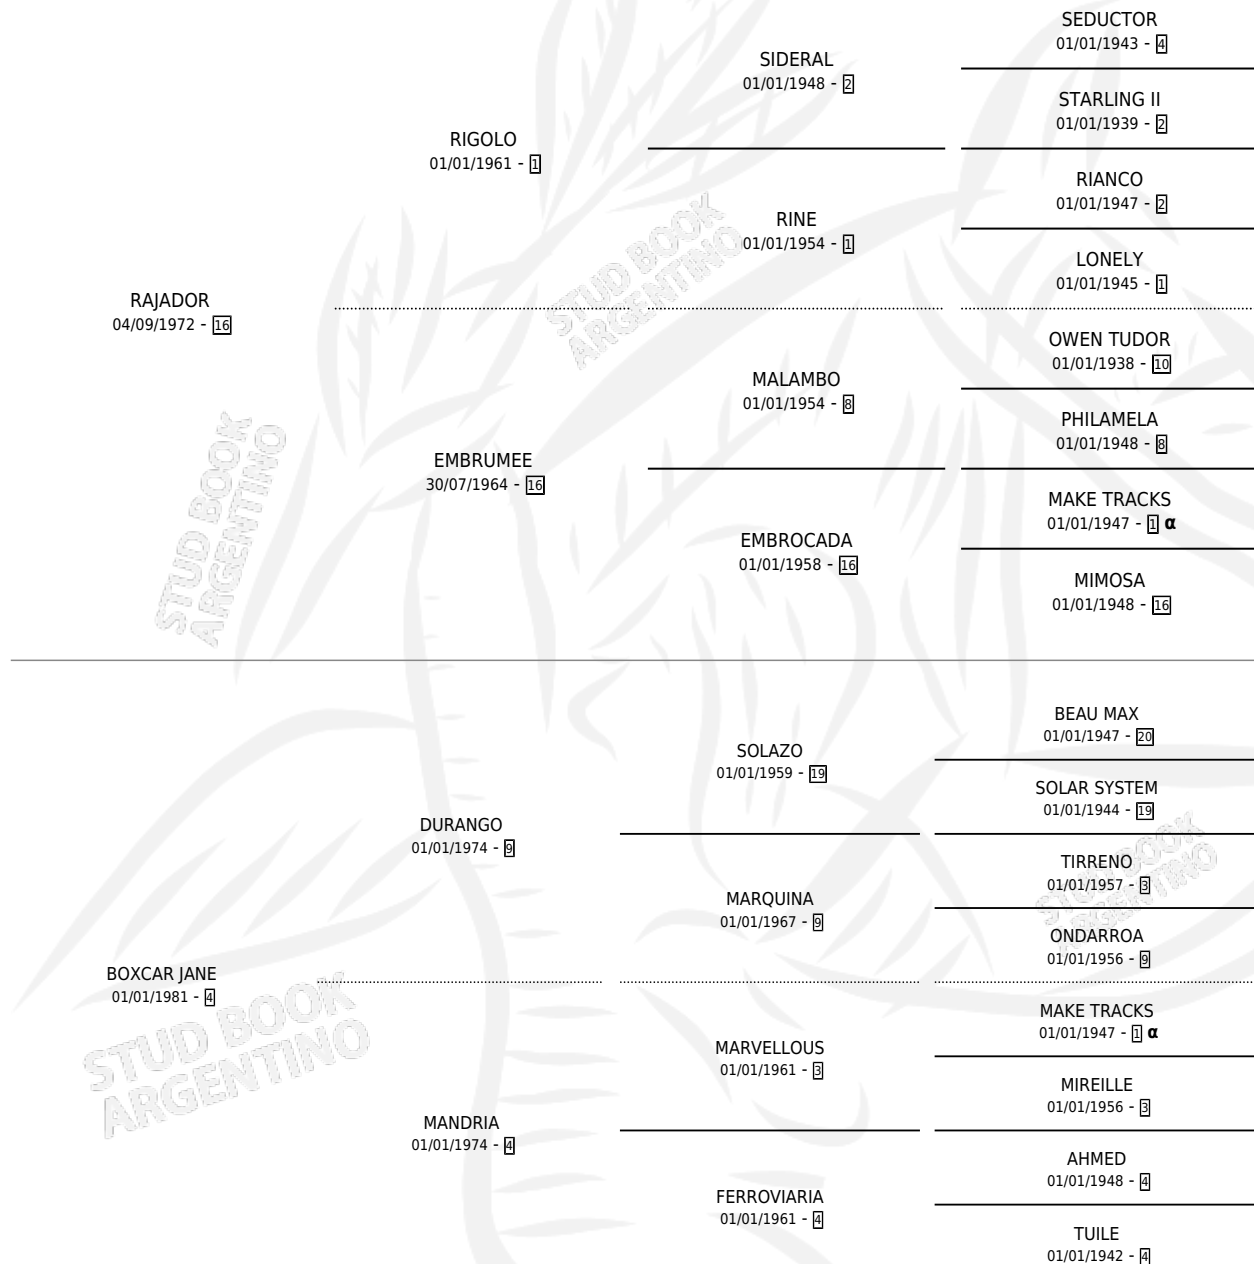 SEDUCTOR
01/01/1943 - 4
SIDERAL
01/01/1948 - 2
STARLING II
01/01/1939 - 2
RIGOLO
01/01/1961 - 1
RIANCO
01/01/1947 - 2
RINE
01/01/1954 - 1
LONELY
01/01/1945 - 1
RAJADOR
04/09/1972 - 16
OWEN TUDOR
01/01/1938 - 10
MALAMBO
01/01/1954 - 8
PHILAMELA
01/01/1948 - 8
EMBRUMEE
30/07/1964 - 16
MAKE TRACKS
01/01/1947 - 1 α
EMBROCADA
01/01/1958 - 16
MIMOSA
01/01/1948 - 16
STUD BOOK
ARGENTINO
STUD BOOK
ARGENTINO
BEAU MAX
01/01/1947 - 20
SOLAZO
01/01/1959 - 19
SOLAR SYSTEM
01/01/1944 - 19
DURANGO
01/01/1974 - 9
TIRRENO
01/01/1957 - 3
MARQUINA
01/01/1967 - 9
ONDARROA
01/01/1956 - 9
BOXCAR JANE
01/01/1981 - 4
MAKE TRACKS
01/01/1947 - 1 α
MARVELLOUS
01/01/1961 - 3
MIREILLE
01/01/1956 - 3
MANDRIA
01/01/1974 - 4
AHMED
01/01/1948 - 4
FERROVIARIA
01/01/1961 - 4
TUILE
01/01/1942 - 4
STUD BOOK
ARGENTINO
STUD BOOK
ARGENTINO